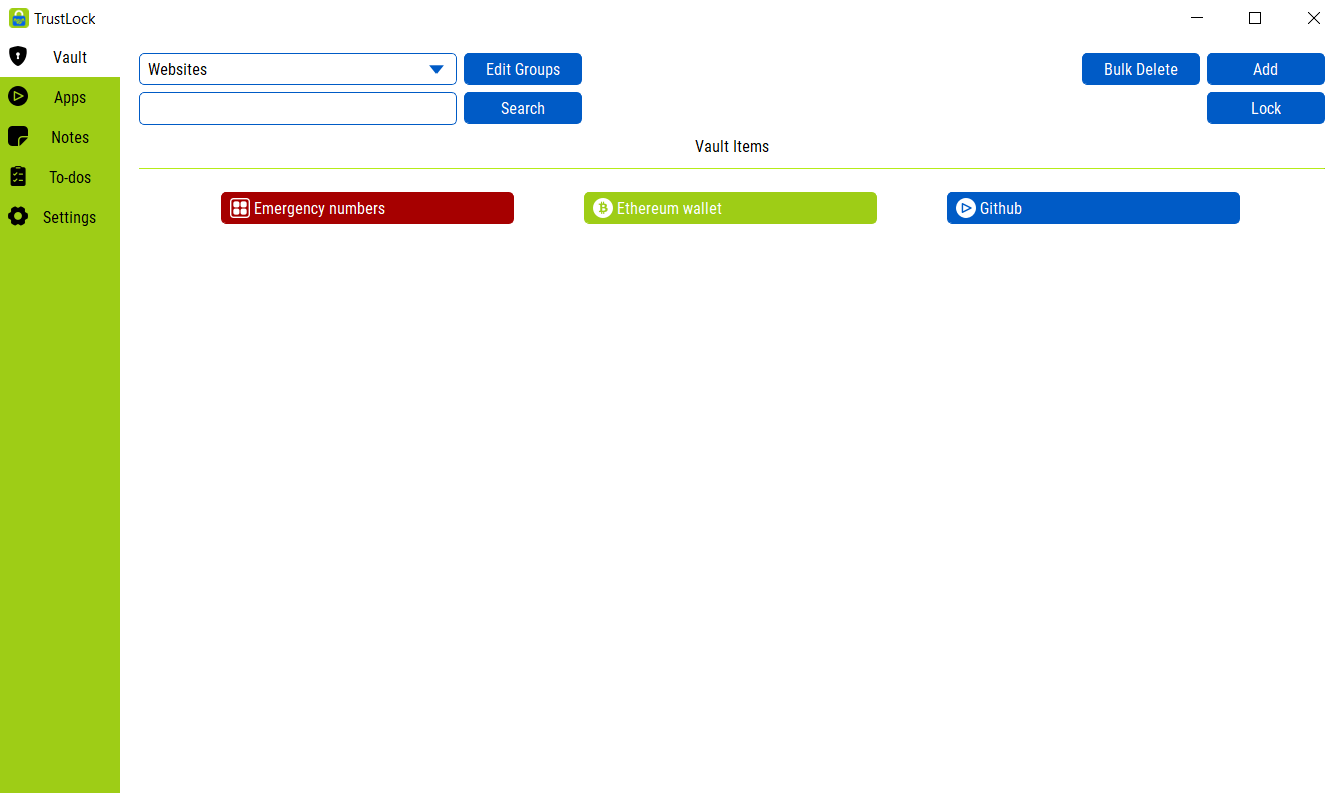 TrustLock
Vault
Apps
Notes
To-dos
Settings
Websites
Edit Groups
Bulk Delete
Add
Search
Lock
Vault Items
Emergency numbers
Ethereum wallet
Github